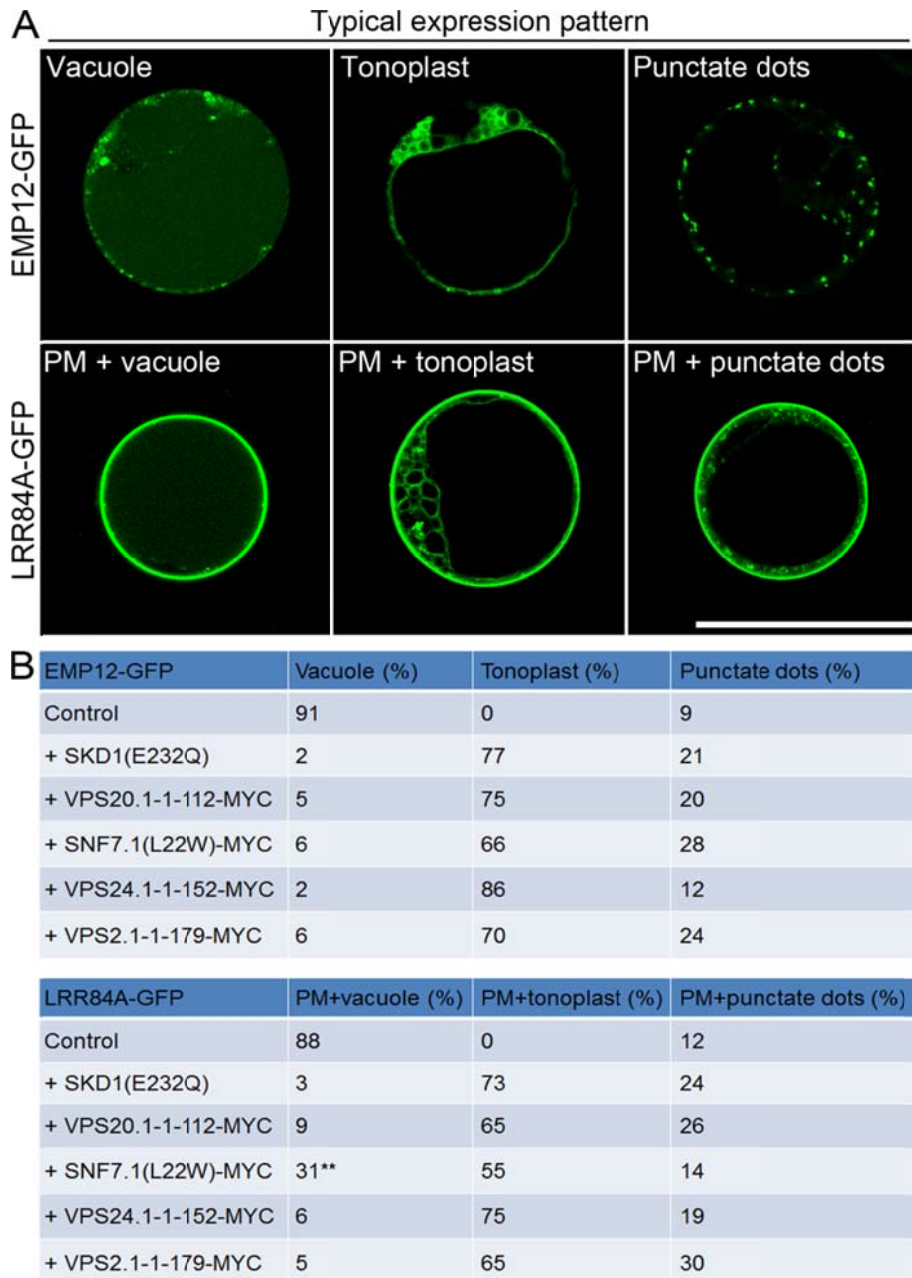 A
Typical expression pattern
Vacuole Tonoplast Punctate dots
EMP12-GFP
PM + vacuole PM + tonoplast PM + punctate dots
LRR84A-GFP
B
EMP12-GFP Vacuole (%) Tonoplast (%) Punctate dots (%)
Control 91 0 9
+ SKD1(E232Q) 2 77 21
+ VPS20.1-1-112-MYC 5 75 20
+ SNF7.1(L22W)-MYC 6 66 28
+ VPS24.1-1-152-MYC 2 86 12
+ VPS2.1-1-179-MYC 6 70 24
LRR84A-GFP PM+vacuole (%) PM+tonoplast (%) PM+punctate dots (%)
Control 88 0 12
+ SKD1(E232Q) 3 73 24
+ VPS20.1-1-112-MYC 9 65 26
+ SNF7.1(L22W)-MYC 31** 55 14
+ VPS24.1-1-152-MYC 6 75 19
+ VPS2.1-1-179-MYC 5 65 30